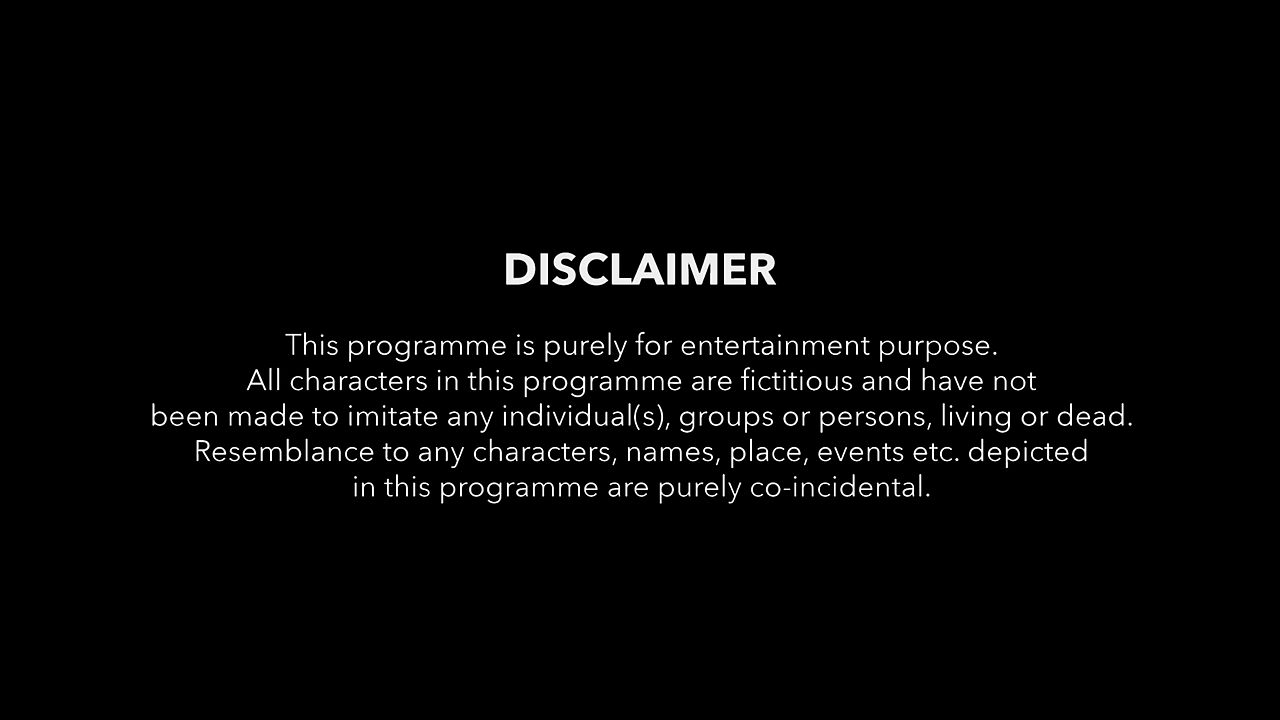 DISCLAIMER
This programme is purely for entertainment purpose.
All characters in this programme are fictitious and have not
been made to imitate any individual(s), groups or persons, living or dead.
Resemblance to any characters, names, place, events etc. depicted
in this programme are purely co-incidental.